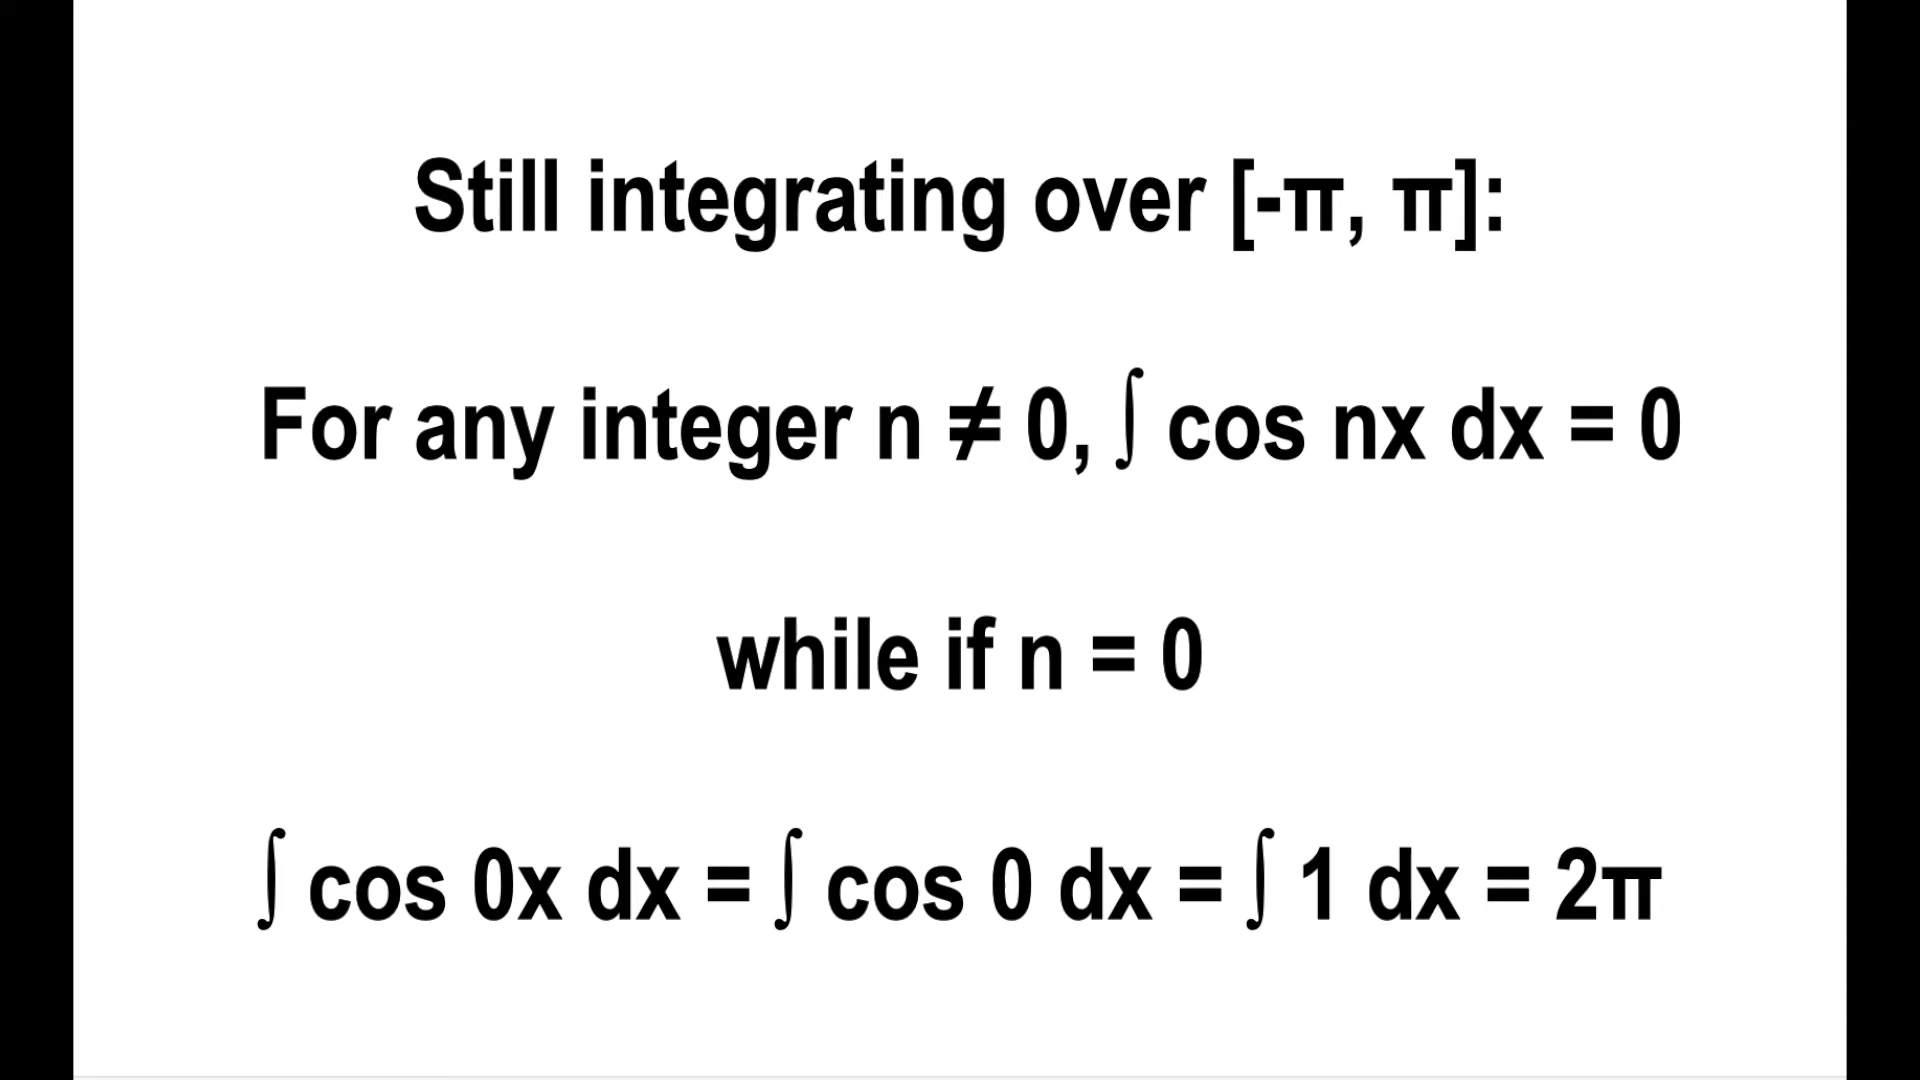 Still integrating over [-π, π]:
For any integer n ≠ 0, ∫ cos nx dx = 0
while if n = 0
∫ cos 0x dx = ∫ cos 0 dx = ∫ 1 dx = 2π